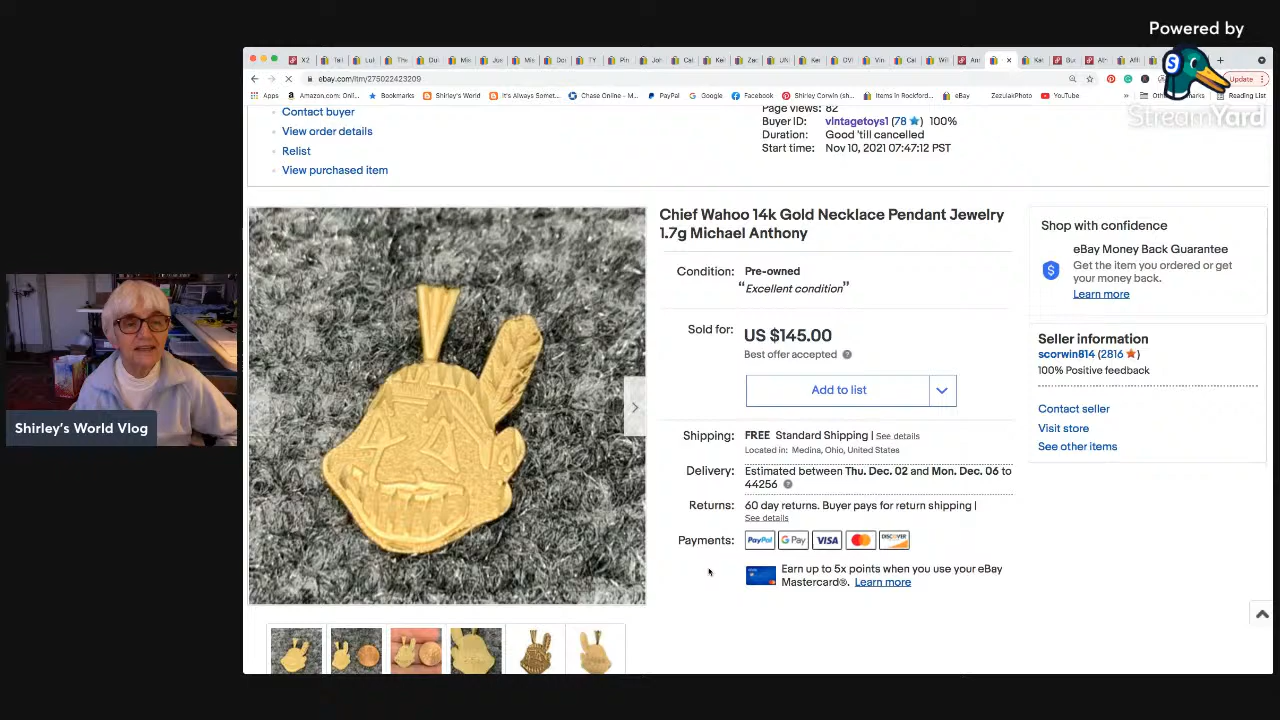 Powered by
StreamYard
X2
ebay.com/itm/275022423209
Update
Apps
Amazon.com: Onli...
Bookmarks
Shirley's World
It's Always Somet...
Chase Online – M...
PayPal
Google
Facebook
Shirley Corwin (sh...
Items in Rockford...
eBay
ZezulakPhoto
YouTube
»
Reading List
Contact buyer
View order details
Relist
View purchased item
Page views: 82
Buyer ID: vintagetoys1 (78 ) 100%
Duration: Good 'till cancelled
Start time: Nov 10, 2021 07:47:12 PST
Chief Wahoo 14k Gold Necklace Pendant Jewelry
1.7g Michael Anthony
Condition: Pre-owned
"Excellent condition"
Sold for: US $145.00
Best offer accepted
Add to list
Shipping: FREE Standard Shipping | See details
Located in: Medina, Ohio, United States
Delivery: Estimated between Thu. Dec. 02 and Mon. Dec. 06 to
44256
Returns: 60 day returns. Buyer pays for return shipping |
See details
Payments: PayPal G Pay VISA DISCOVER
Earn up to 5x points when you use your eBay
Mastercard®. Learn more
Shop with confidence
eBay Money Back Guarantee
Get the item you ordered or get
your money back.
Learn more
Seller information
scorwin814 (2816 )
100% Positive feedback
Contact seller
Visit store
See other items
Shirley's World Vlog